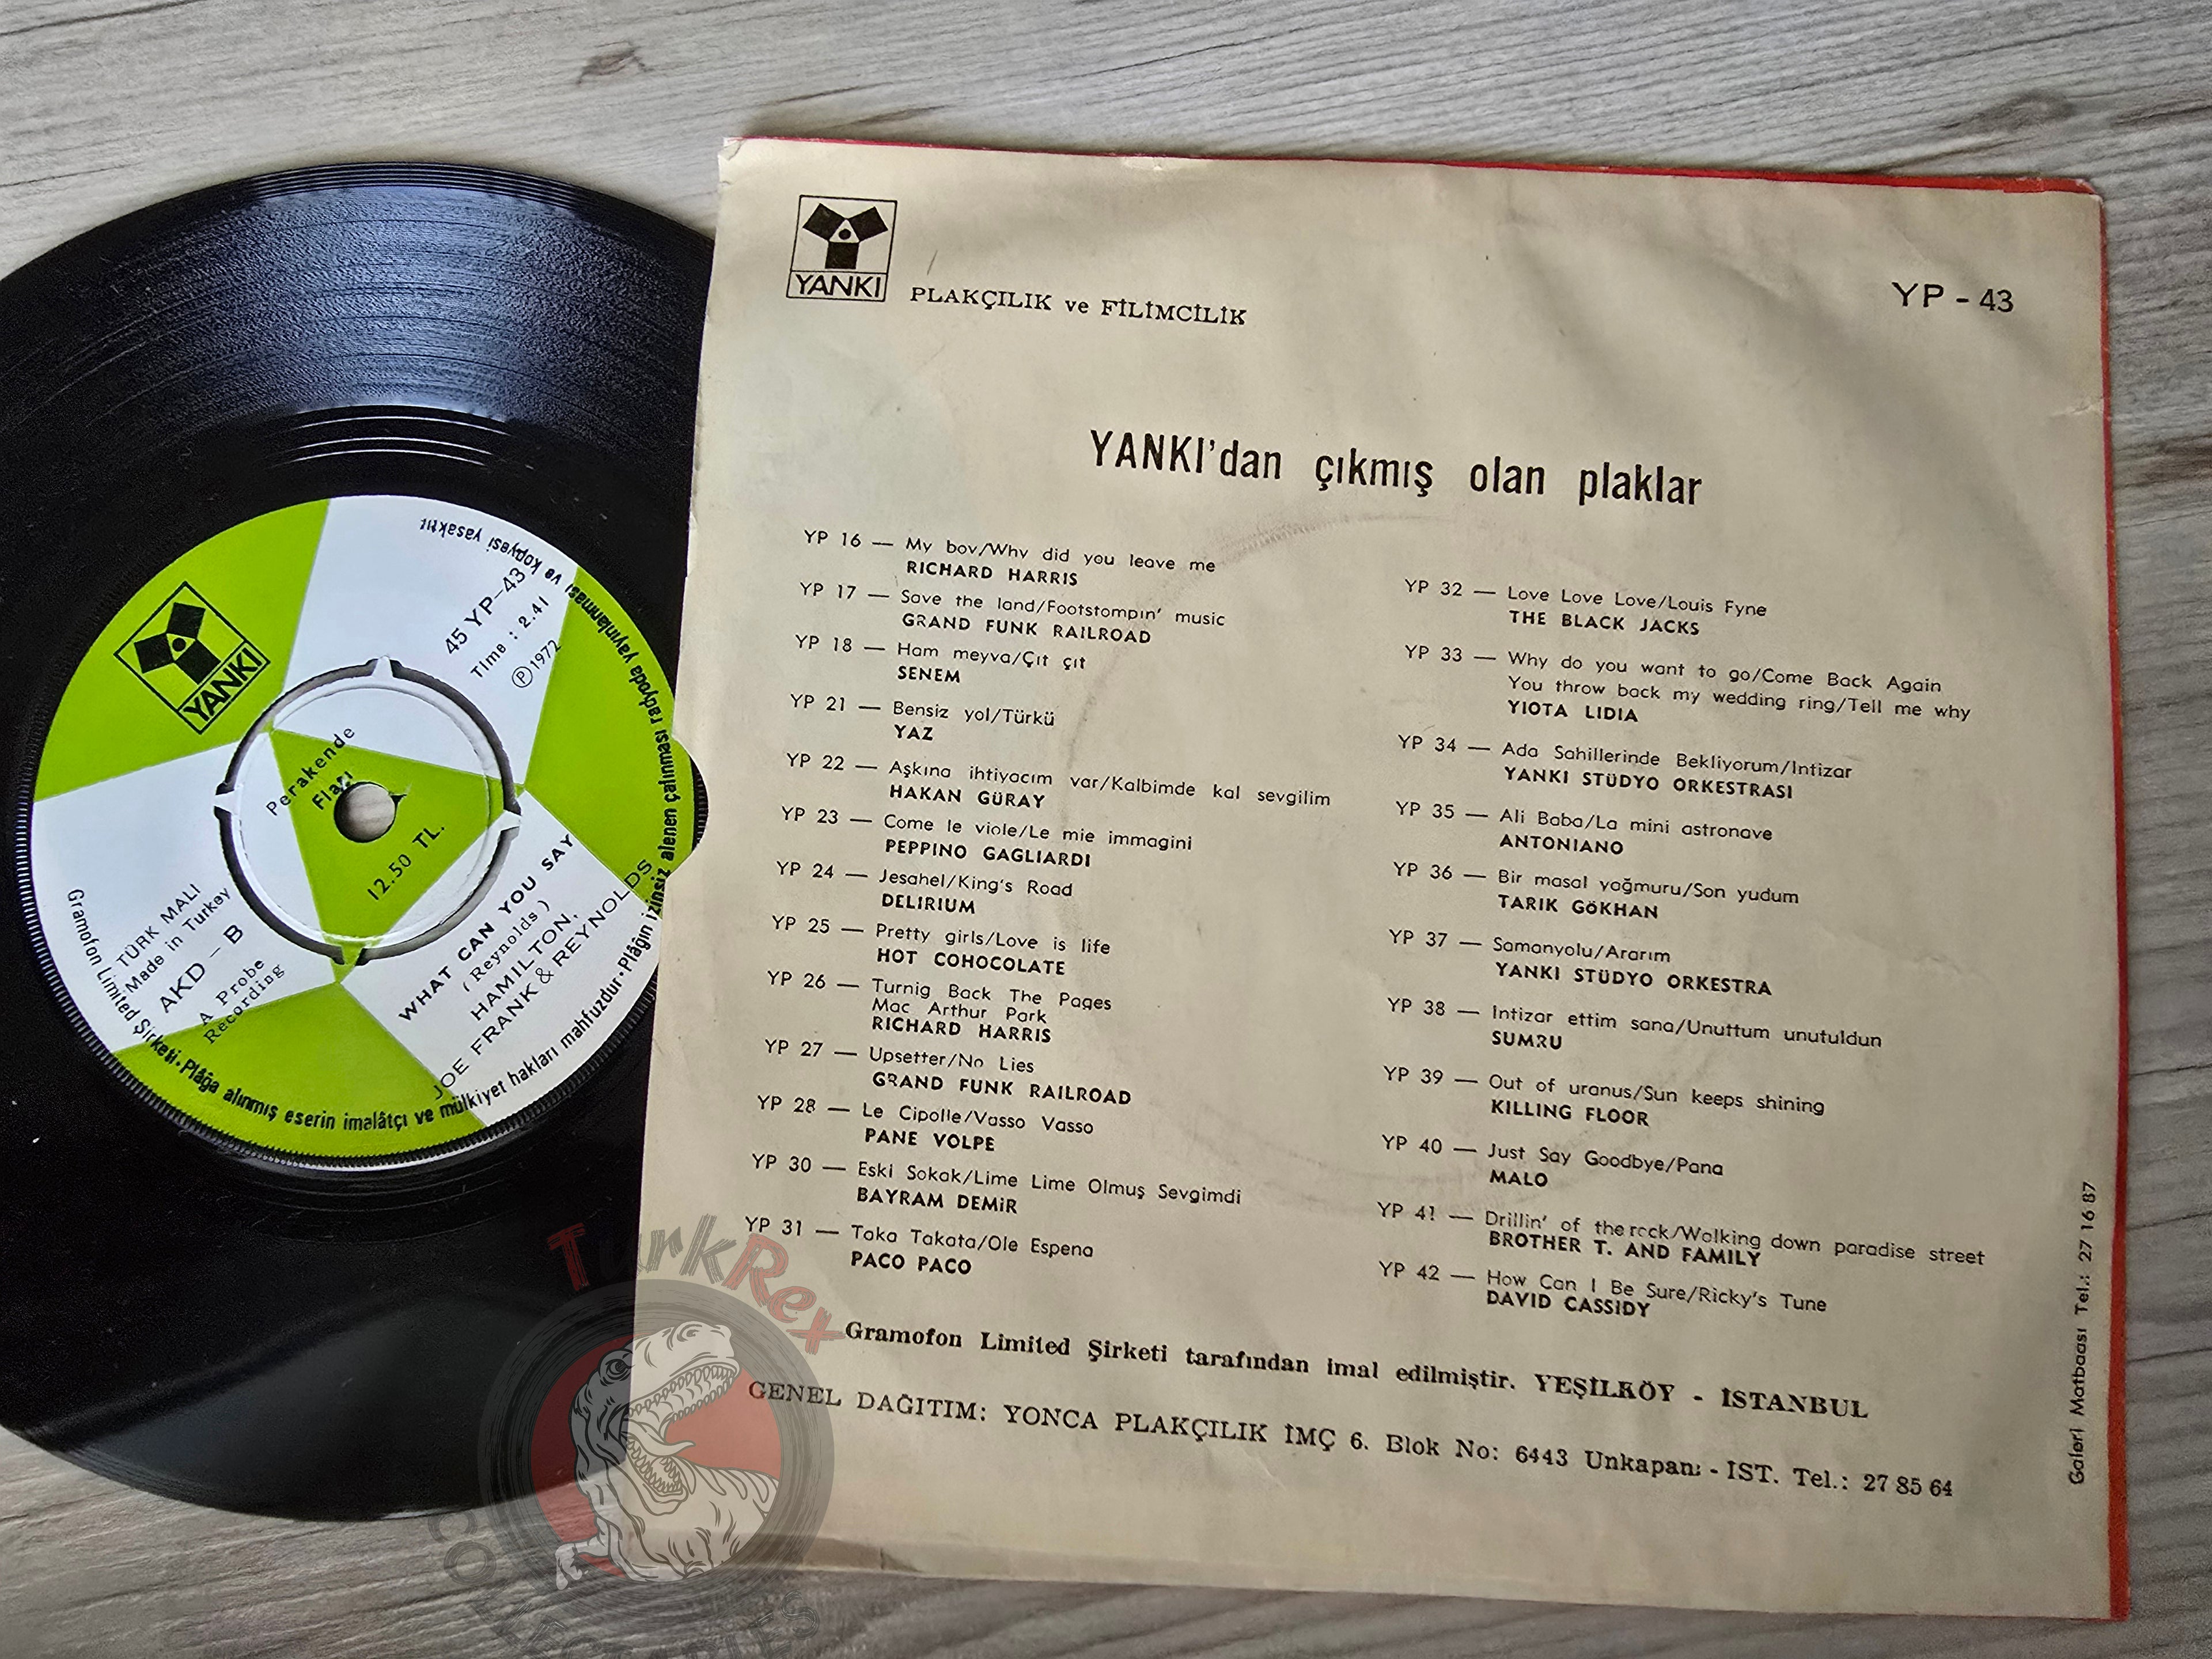 YANKI
PLAKÇILIK ve FİLİMCİLİK
YP - 43
YANKI'dan çıkmış olan plaklar
YP 16 — My boy/Why did you leave me
RICHARD HARRIS
YP 17 — Save the land/Footstompin' music
GRAND FUNK RAILROAD
YP 18 — Ham meyva/Çıt çıt
SENEM
YP 21 — Bensiz yol/Türkü
YAZ
YP 22 — Aşkına ihtiyacım var/Kalbimde kal sevgilim
HAKAN GÜRAY
YP 23 — Come le viole/Le mie immagini
PEPPINO GAGLIARDI
YP 24 — Jesahel/King's Road
DELIRIUM
YP 25 — Pretty girls/Love is life
HOT COHOCOLATE
YP 26 — Turnig Back The Pages
Mac Arthur Park
RICHARD HARRIS
YP 27 — Upsetter/No Lies
GRAND FUNK RAILROAD
YP 28 — Le Cipolle/Vasso Vasso
PANE VOLPE
YP 30 — Eski Sokak/Lime Lime Olmuş Sevgimdi
BAYRAM DEMİR
YP 31 — Taka Takata/Ole Espena
PACO PACO
YP 32 — Love Love Love/Louis Fyne
THE BLACK JACKS
YP 33 — Why do you want to go/Come Back Again
You throw back my wedding ring/Tell me why
YIOTA LIDIA
YP 34 — Ada Sahillerinde Bekliyorum/Intizar
YANKI STÜDYO ORKESTRASI
YP 35 — Ali Baba/La mini astronave
ANTONIANO
YP 36 — Bir masal yağmuru/Son yudum
TARIK GÖKHAN
YP 37 — Samanyolu/Ararım
YANKI STÜDYO ORKESTRA
YP 38 — Intizar ettim sana/Unuttum unutuldun
SUMRU
YP 39 — Out of uranus/Sun keeps shining
KILLING FLOOR
YP 40 — Just Say Goodbye/Pana
MALO
YP 41 — Drillin' of the rock/Walking down paradise street
BROTHER T. AND FAMILY
YP 42 — How Can I Be Sure/Ricky's Tune
DAVID CASSIDY
Gramofon Limited Şirketi tarafından imal edilmiştir. YEŞİLKÖY - İSTANBUL
GENEL DAĞITIM: YONCA PLAKÇILIK İMÇ 6. Blok No: 6443 Unkapanı - IST. Tel.: 27 85 64
Galeri Matbaası Tel.: 27 16 87
YANKI
45 YP-43
Time : 2.41
Ⓟ1972
Perakende
Fiatı
12.50 TL.
TÜRK MALI
Made in Turkey
AKD - B
A Probe
Recording
WHAT CAN YOU SAY
( Reynolds )
HAMILTON,
JOE FRANK & REYNOLDS
Gramofon Limited Şirketi • Plâğa alınmış eserin imalâtçı ve mülkiyet hakları mahfuzdur • Plâğın izinsiz alenen çalınması radyoda yayınlanması ve kopyesi yasaktır
TurkRex